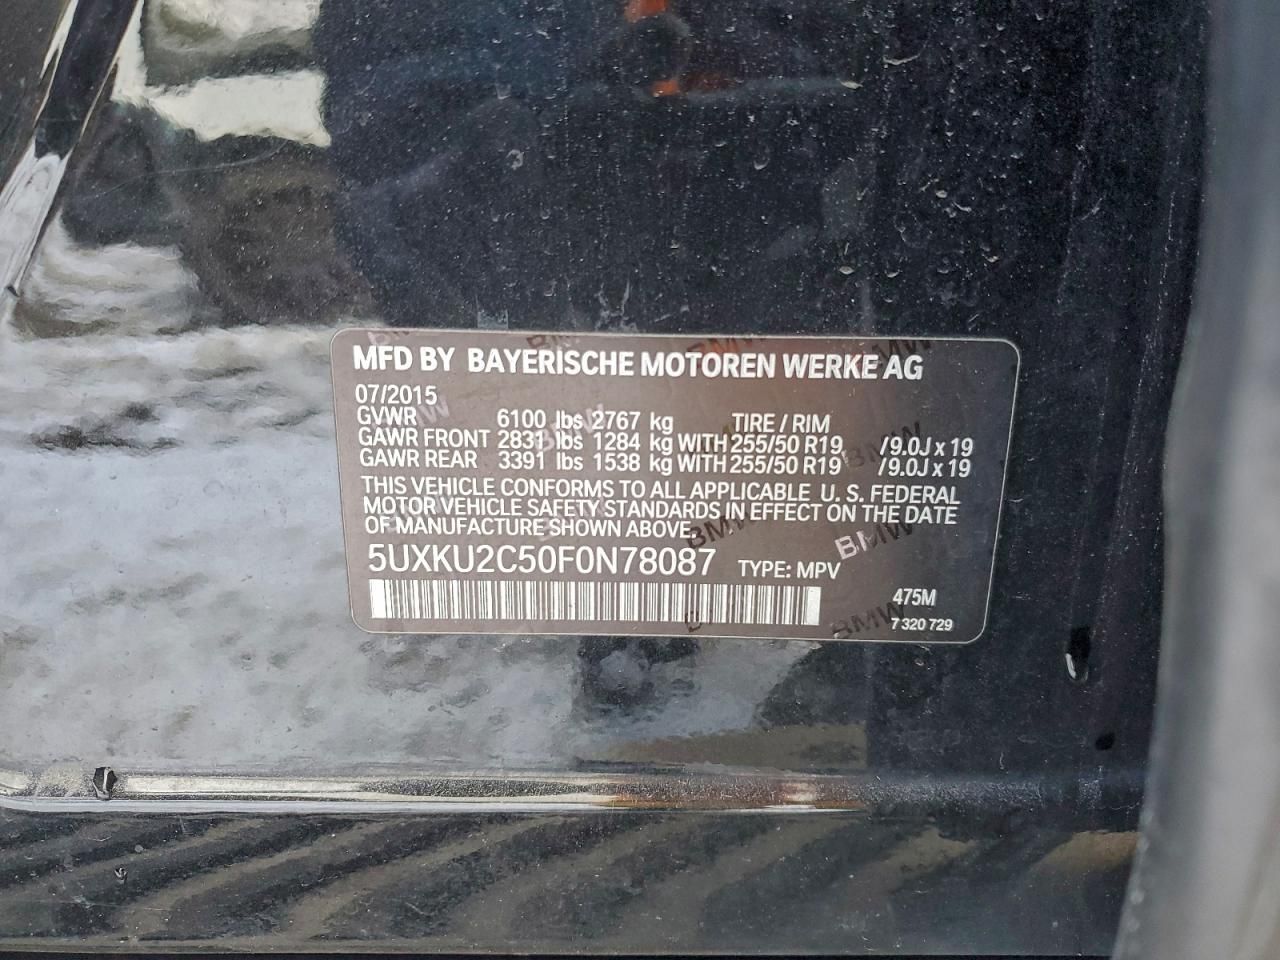 MFD BY BAYERISCHE MOTOREN WERKE AG
07/2015
GVWR 6100 lbs 2767 kg TIRE / RIM
GAWR FRONT 2831 lbs 1284 kg WITH 255/50 R19 / 9.0J x 19
GAWR REAR 3391 lbs 1538 kg WITH 255/50 R19 / 9.0J x 19
THIS VEHICLE CONFORMS TO ALL APPLICABLE U. S. FEDERAL
MOTOR VEHICLE SAFETY STANDARDS IN EFFECT ON THE DATE
OF MANUFACTURE SHOWN ABOVE.
5UXKU2C50F0N78087 TYPE: MPV
475M
7 320 729